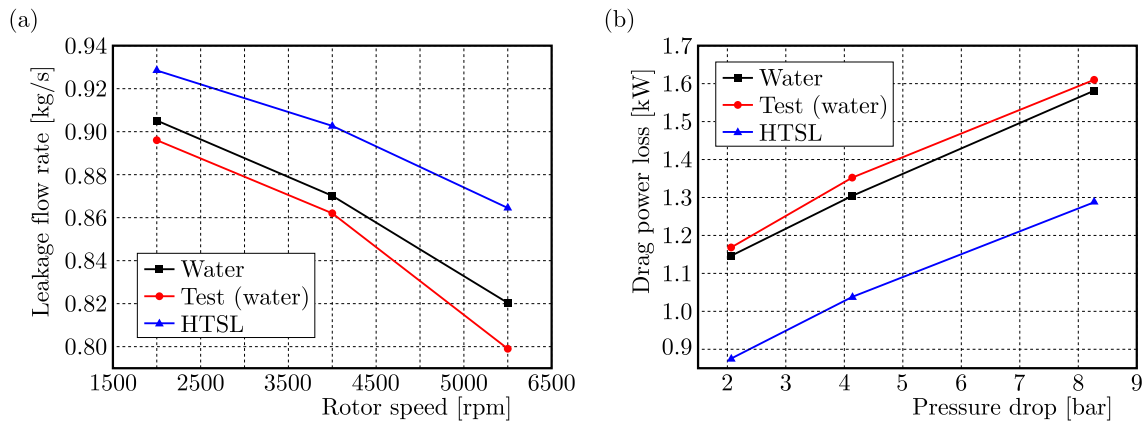 (a)
0.94
0.92
0.90
0.88
0.86
0.84
0.82
0.80
Leakage flow rate [kg/s]
Water
Test (water)
HTSL
1500 2500 3500 4500 5000 6500
Rotor speed [rpm]
(b)
1.6
1.5
1.4
1.3
1.2
1.1
1.0
0.9
Drag power loss [kW]
Water
Test (water)
HTSL
2 3 4 5 6 7 8 9
Pressure drop [bar]